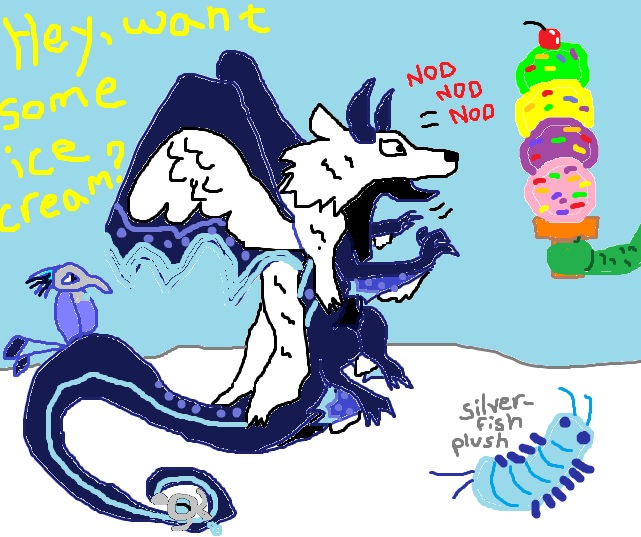 Hey, want
some
ice
cream?
NOD
NOD
NOD
silver-
fish
plush